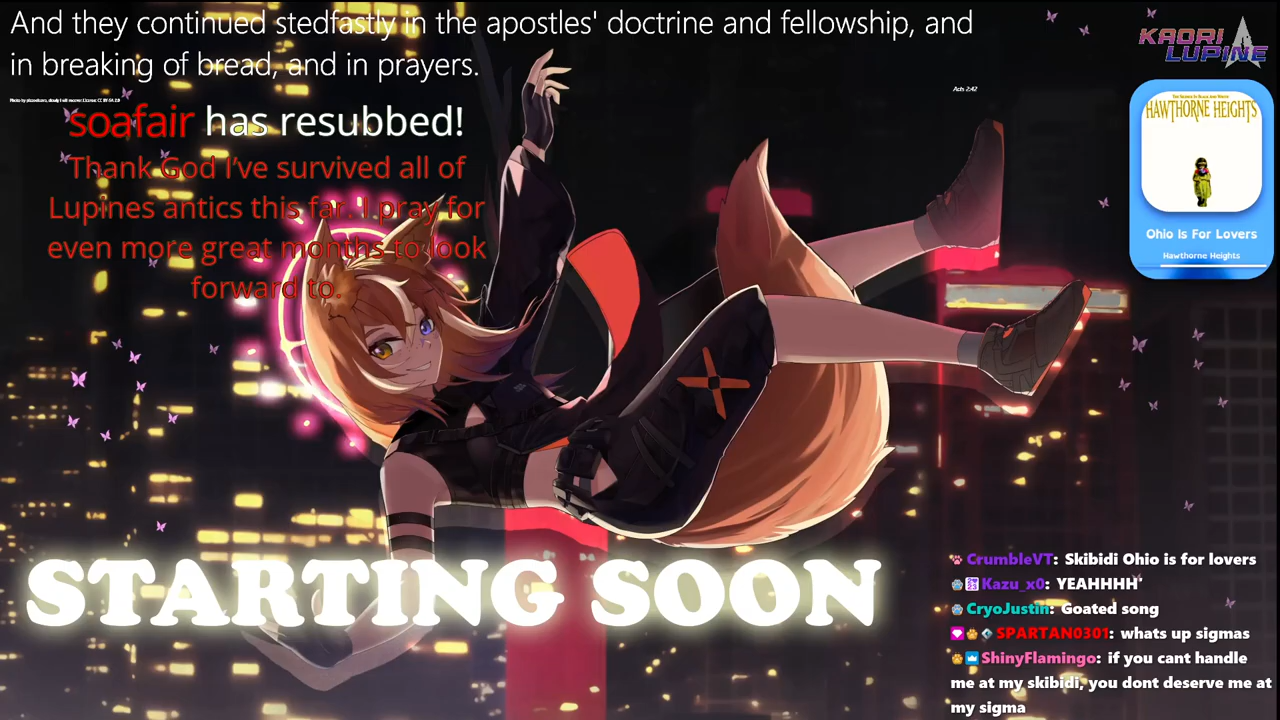 And they continued stedfastly in the apostles' doctrine and fellowship, and
in breaking of bread, and in prayers.
Acts 2:42
KAORI
LUPINE
soafair has resubbed!
Thank God I've survived all of
Lupines antics this far. I pray for
even more great months to look
forward to.
HAWTHORNE HEIGHTS
Ohio Is For Lovers
Hawthorne Heights
STARTING SOON
CrumbleVT: Skibidi Ohio is for lovers
Kazu_x0: YEAHHHH
CryoJustin: Goated song
SPARTAN0301: whats up sigmas
ShinyFlamingo: if you cant handle
me at my skibidi, you dont deserve me at
my sigma